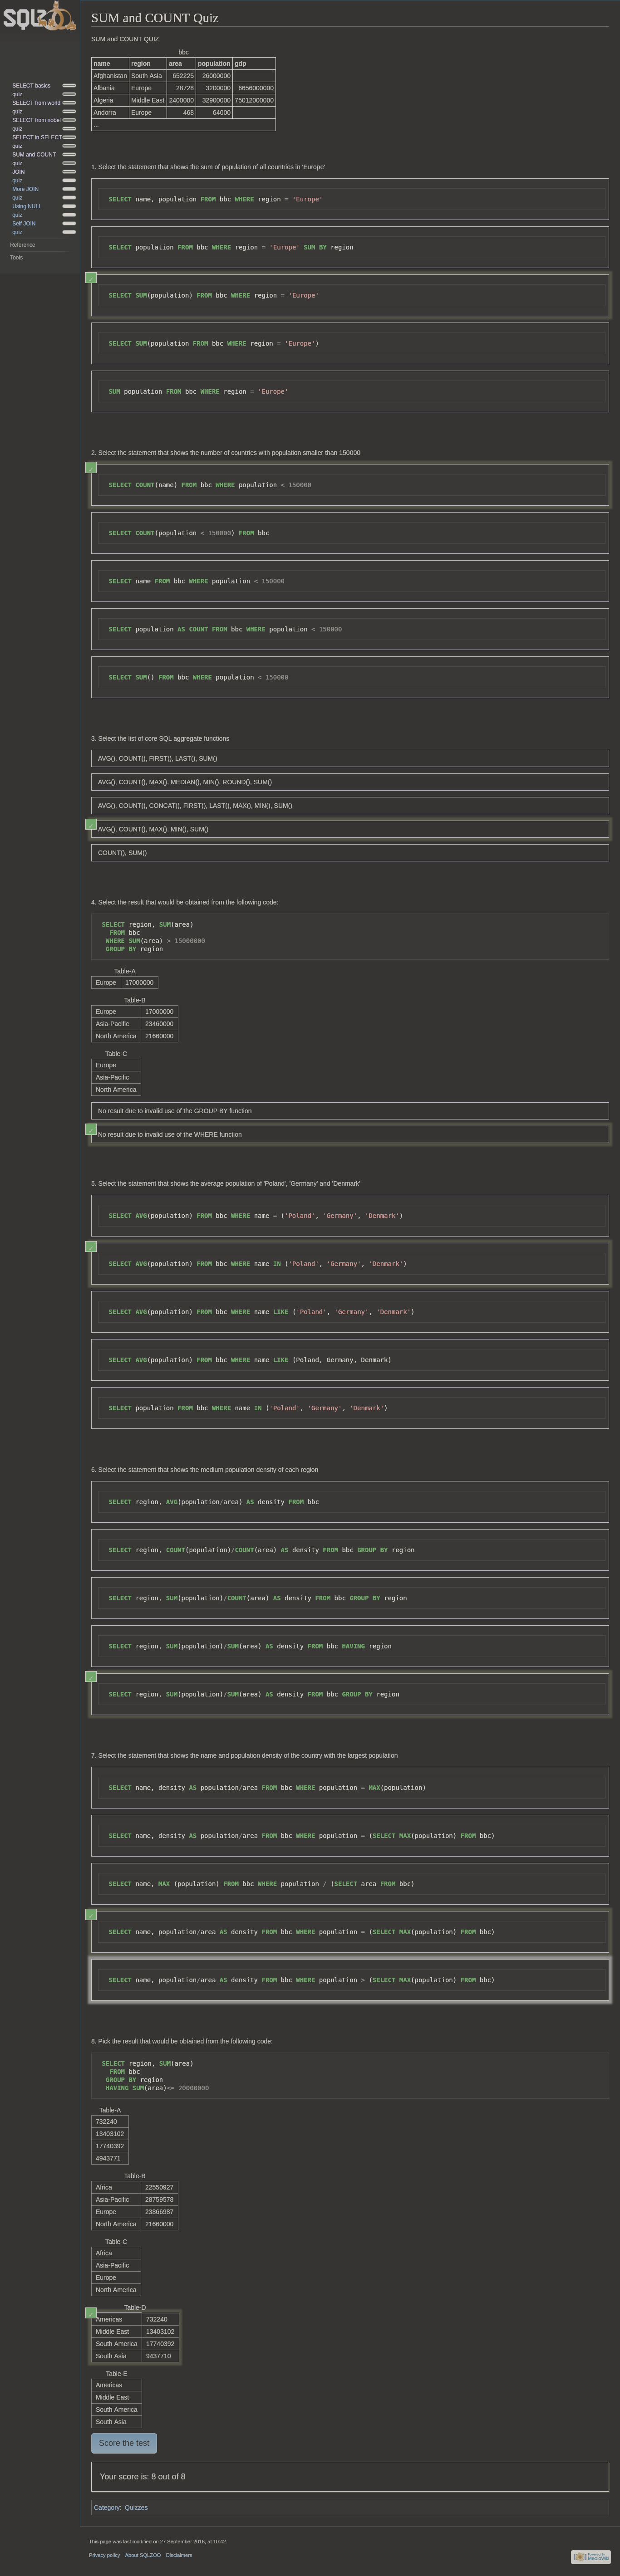 SQLZOO
SELECT basics
quiz
SELECT from world
quiz
SELECT from nobel
quiz
SELECT in SELECT
quiz
SUM and COUNT
quiz
JOIN
quiz
More JOIN
quiz
Using NULL
quiz
Self JOIN
quiz
Reference
Tools
SUM and COUNT Quiz
SUM and COUNT QUIZ
bbc
name region area population gdp
Afghanistan South Asia 652225 26000000
Albania Europe 28728 3200000 6656000000
Algeria Middle East 2400000 32900000 75012000000
Andorra Europe 468 64000
...
1. Select the statement that shows the sum of population of all countries in 'Europe'
SELECT name, population FROM bbc WHERE region = 'Europe'
SELECT population FROM bbc WHERE region = 'Europe' SUM BY region
SELECT SUM(population) FROM bbc WHERE region = 'Europe'
SELECT SUM(population FROM bbc WHERE region = 'Europe')
SUM population FROM bbc WHERE region = 'Europe'
2. Select the statement that shows the number of countries with population smaller than 150000
SELECT COUNT(name) FROM bbc WHERE population < 150000
SELECT COUNT(population < 150000) FROM bbc
SELECT name FROM bbc WHERE population < 150000
SELECT population AS COUNT FROM bbc WHERE population < 150000
SELECT SUM() FROM bbc WHERE population < 150000
3. Select the list of core SQL aggregate functions
AVG(), COUNT(), FIRST(), LAST(), SUM()
AVG(), COUNT(), MAX(), MEDIAN(), MIN(), ROUND(), SUM()
AVG(), COUNT(), CONCAT(), FIRST(), LAST(), MAX(), MIN(), SUM()
AVG(), COUNT(), MAX(), MIN(), SUM()
COUNT(), SUM()
4. Select the result that would be obtained from the following code:
SELECT region, SUM(area)
FROM bbc
WHERE SUM(area) > 15000000
GROUP BY region
Table-A
Europe 17000000
Table-B
Europe 17000000
Asia-Pacific 23460000
North America 21660000
Table-C
Europe
Asia-Pacific
North America
No result due to invalid use of the GROUP BY function
No result due to invalid use of the WHERE function
5. Select the statement that shows the average population of 'Poland', 'Germany' and 'Denmark'
SELECT AVG(population) FROM bbc WHERE name = ('Poland', 'Germany', 'Denmark')
SELECT AVG(population) FROM bbc WHERE name IN ('Poland', 'Germany', 'Denmark')
SELECT AVG(population) FROM bbc WHERE name LIKE ('Poland', 'Germany', 'Denmark')
SELECT AVG(population) FROM bbc WHERE name LIKE (Poland, Germany, Denmark)
SELECT population FROM bbc WHERE name IN ('Poland', 'Germany', 'Denmark')
6. Select the statement that shows the medium population density of each region
SELECT region, AVG(population/area) AS density FROM bbc
SELECT region, COUNT(population)/COUNT(area) AS density FROM bbc GROUP BY region
SELECT region, SUM(population)/COUNT(area) AS density FROM bbc GROUP BY region
SELECT region, SUM(population)/SUM(area) AS density FROM bbc HAVING region
SELECT region, SUM(population)/SUM(area) AS density FROM bbc GROUP BY region
7. Select the statement that shows the name and population density of the country with the largest population
SELECT name, density AS population/area FROM bbc WHERE population = MAX(population)
SELECT name, density AS population/area FROM bbc WHERE population = (SELECT MAX(population) FROM bbc)
SELECT name, MAX (population) FROM bbc WHERE population / (SELECT area FROM bbc)
SELECT name, population/area AS density FROM bbc WHERE population = (SELECT MAX(population) FROM bbc)
SELECT name, population/area AS density FROM bbc WHERE population > (SELECT MAX(population) FROM bbc)
8. Pick the result that would be obtained from the following code:
SELECT region, SUM(area)
FROM bbc
GROUP BY region
HAVING SUM(area)<= 20000000
Table-A
732240
13403102
17740392
4943771
Table-B
Africa 22550927
Asia-Pacific 28759578
Europe 23866987
North America 21660000
Table-C
Africa
Asia-Pacific
Europe
North America
Table-D
Americas 732240
Middle East 13403102
South America 17740392
South Asia 9437710
Table-E
Americas
Middle East
South America
South Asia
Score the test
Your score is: 8 out of 8
Category: Quizzes
This page was last modified on 27 September 2016, at 10:42.
Privacy policy About SQLZOO Disclaimers
Powered By MediaWiki